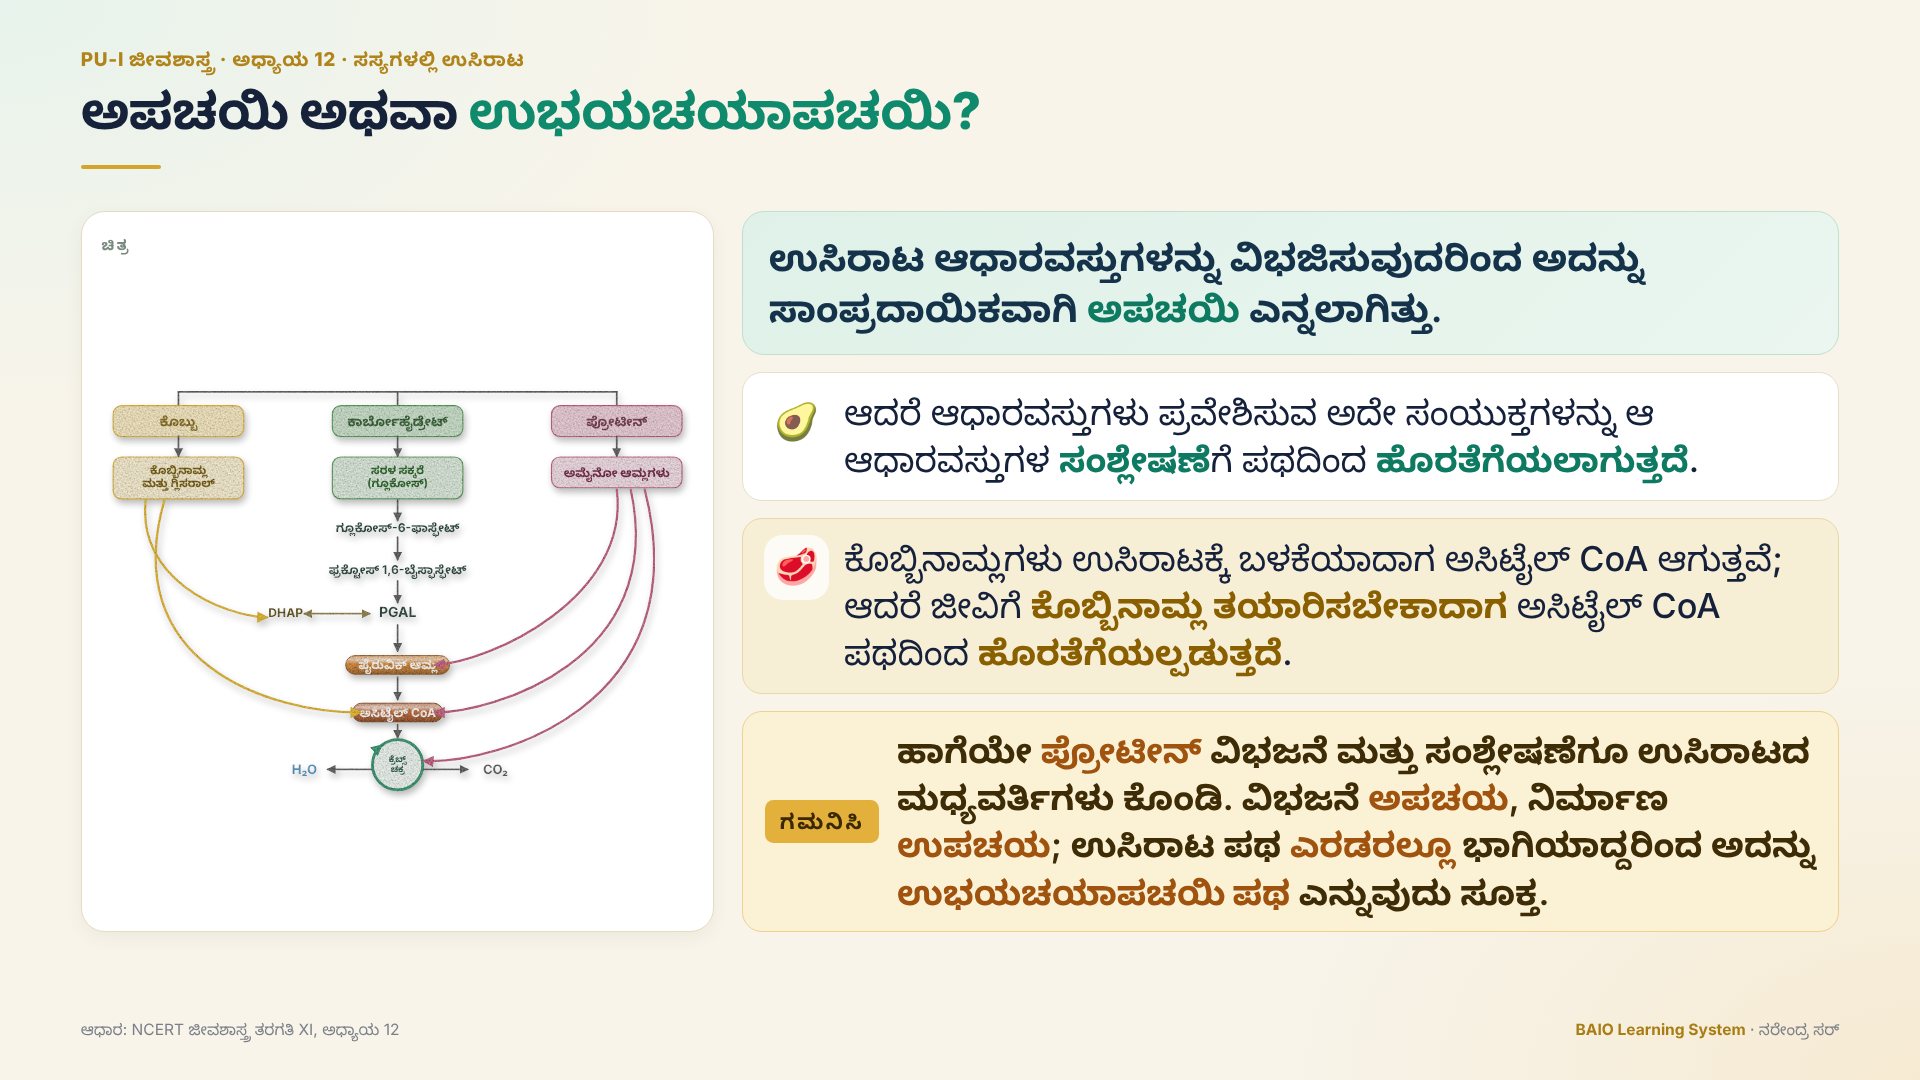 PU-I ಜೀವಶಾಸ್ತ್ರ · ಅಧ್ಯಾಯ 12 · ಸಸ್ಯಗಳಲ್ಲಿ ಉಸಿರಾಟ
ಅಪಚಯಿ ಅಥವಾ ಉಭಯಚಯಾಪಚಯಿ?
ಚಿತ್ರ
ಕೊಬ್ಬು
ಕಾರ್ಬೋಹೈಡ್ರೇಟ್
ಪ್ರೋಟೀನ್
ಕೊಬ್ಬಿನಾಮ್ಲ
ಮತ್ತು ಗ್ಲಿಸರಾಲ್
ಸರಳ ಸಕ್ಕರೆ
(ಗ್ಲೂಕೋಸ್)
ಅಮೈನೋ ಆಮ್ಲಗಳು
ಗ್ಲೂಕೋಸ್-6-ಫಾಸ್ಫೇಟ್
ಫ್ರಕ್ಟೋಸ್ 1,6-ಬೈಸ್ಫಾಸ್ಫೇಟ್
DHAP
PGAL
ಪೈರುವಿಕ್ ಆಮ್ಲ
ಅಸಿಟೈಲ್ CoA
ಕ್ರೆಬ್ಸ್
ಚಕ್ರ
H₂O
CO₂
ಉಸಿರಾಟ ಆಧಾರವಸ್ತುಗಳನ್ನು ವಿಭಜಿಸುವುದರಿಂದ ಅದನ್ನು
ಸಾಂಪ್ರದಾಯಿಕವಾಗಿ ಅಪಚಯಿ ಎನ್ನಲಾಗಿತ್ತು.
ಆದರೆ ಆಧಾರವಸ್ತುಗಳು ಪ್ರವೇಶಿಸುವ ಅದೇ ಸಂಯುಕ್ತಗಳನ್ನು ಆ
ಆಧಾರವಸ್ತುಗಳ ಸಂಶ್ಲೇಷಣೆಗೆ ಪಥದಿಂದ ಹೊರತೆಗೆಯಲಾಗುತ್ತದೆ.
ಕೊಬ್ಬಿನಾಮ್ಲಗಳು ಉಸಿರಾಟಕ್ಕೆ ಬಳಕೆಯಾದಾಗ ಅಸಿಟೈಲ್ CoA ಆಗುತ್ತವೆ;
ಆದರೆ ಜೀವಿಗೆ ಕೊಬ್ಬಿನಾಮ್ಲ ತಯಾರಿಸಬೇಕಾದಾಗ ಅಸಿಟೈಲ್ CoA
ಪಥದಿಂದ ಹೊರತೆಗೆಯಲ್ಪಡುತ್ತದೆ.
ಗಮನಿಸಿ
ಹಾಗೆಯೇ ಪ್ರೋಟೀನ್ ವಿಭಜನೆ ಮತ್ತು ಸಂಶ್ಲೇಷಣೆಗೂ ಉಸಿರಾಟದ
ಮಧ್ಯವರ್ತಿಗಳು ಕೊಂಡಿ. ವಿಭಜನೆ ಅಪಚಯ, ನಿರ್ಮಾಣ
ಉಪಚಯ; ಉಸಿರಾಟ ಪಥ ಎರಡರಲ್ಲೂ ಭಾಗಿಯಾದ್ದರಿಂದ ಅದನ್ನು
ಉಭಯಚಯಾಪಚಯಿ ಪಥ ಎನ್ನುವುದು ಸೂಕ್ತ.
ಆಧಾರ: NCERT ಜೀವಶಾಸ್ತ್ರ ತರಗತಿ XI, ಅಧ್ಯಾಯ 12
BAIO Learning System · ನರೇಂದ್ರ ಸರ್